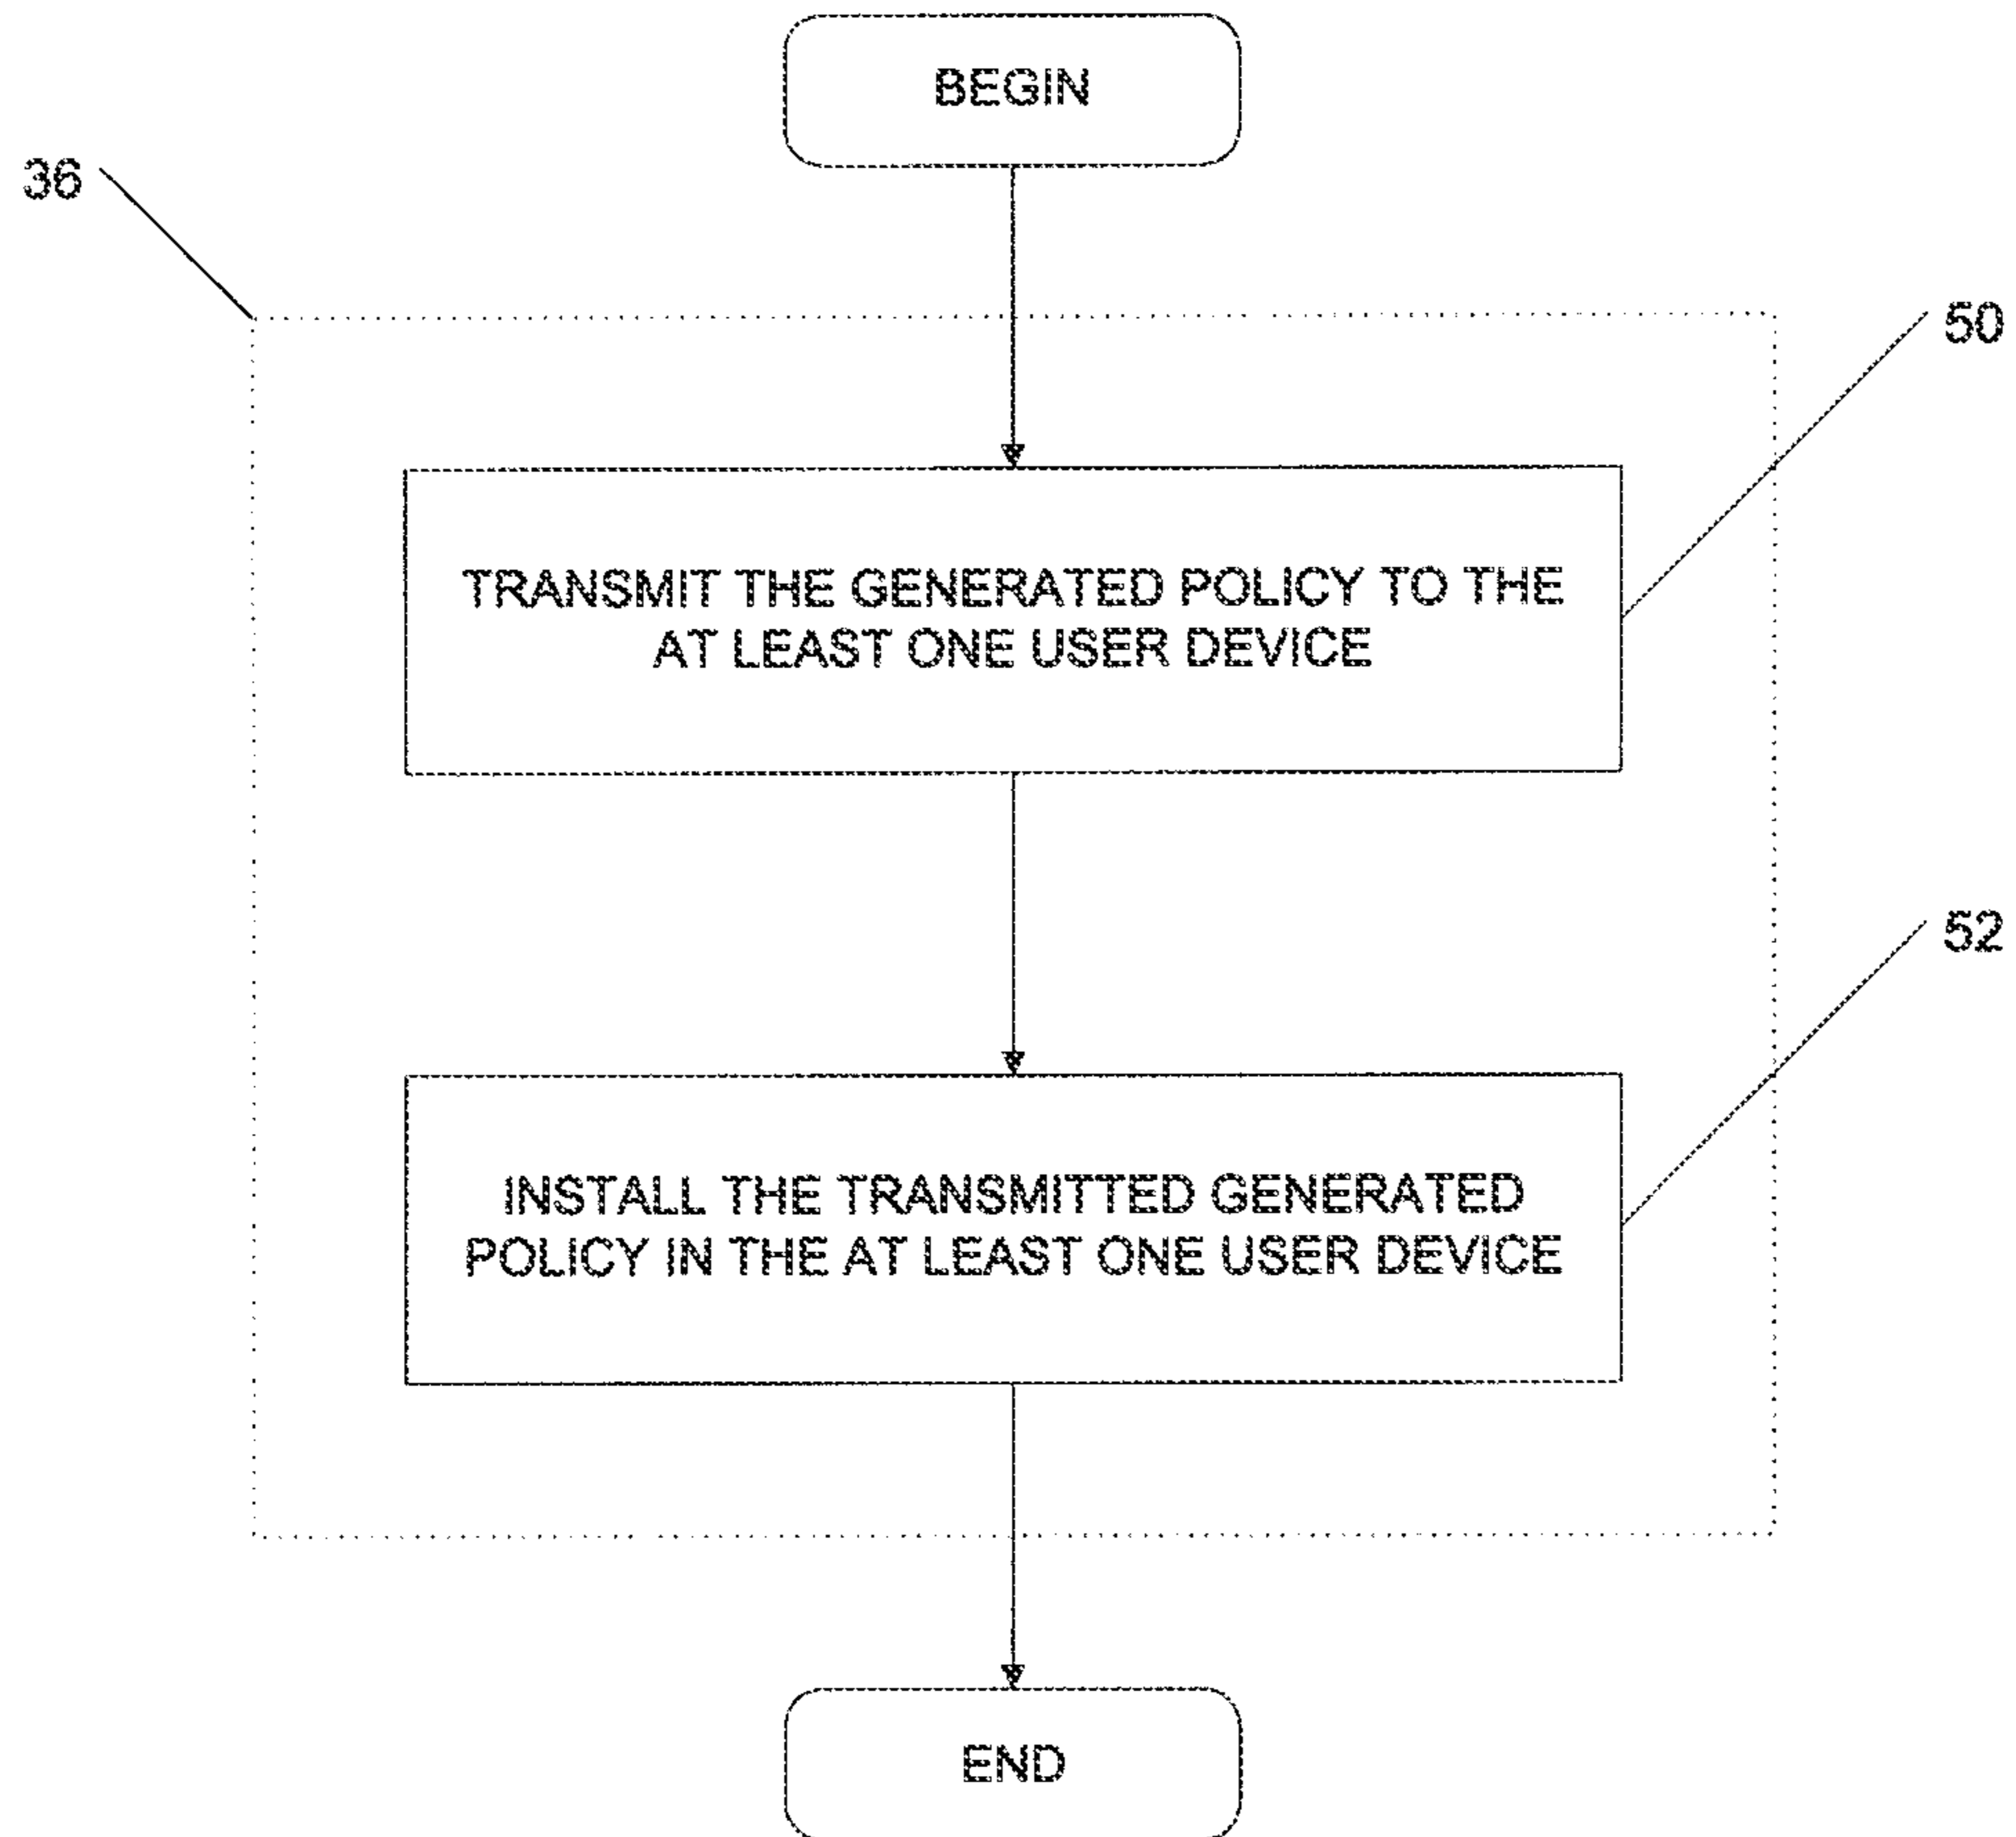 BEGIN
36
50
TRANSMIT THE GENERATED POLICY TO THE
AT LEAST ONE USER DEVICE
52
INSTALL THE TRANSMITTED GENERATED
POLICY IN THE AT LEAST ONE USER DEVICE
END